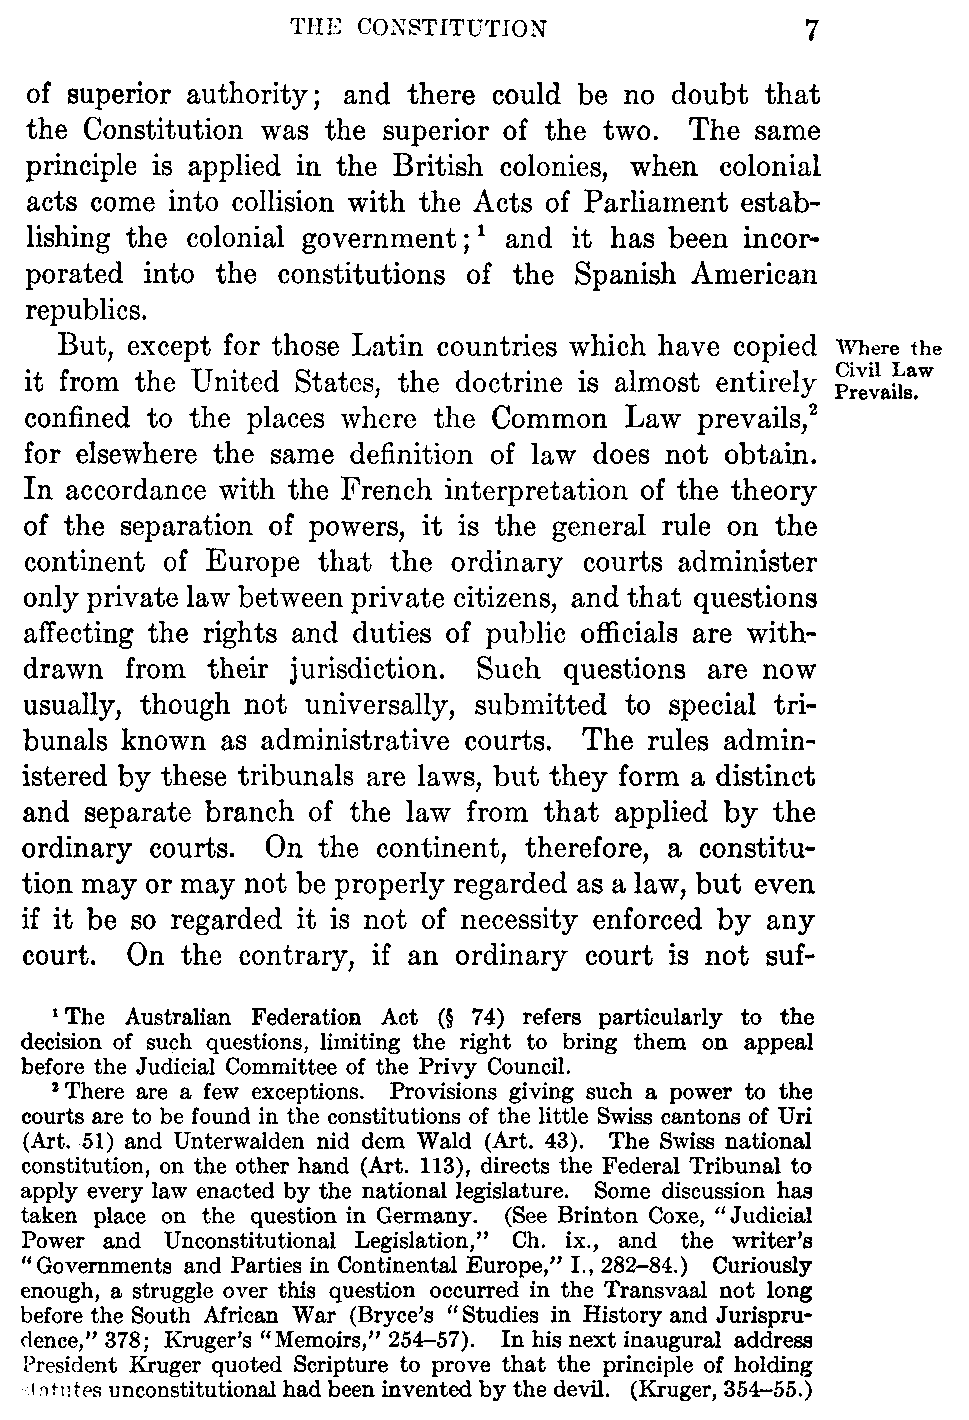 THE CONSTITUTION 7
of superior authority; and there could be no doubt that
the Constitution was the superior of the two. The same
principle is applied in the British colonies, when colonial
acts come into collision with the Acts of Parliament estab-
lishing the colonial government;¹ and it has been incor-
porated into the constitutions of the Spanish American
republics.
But, except for those Latin countries which have copied
it from the United States, the doctrine is almost entirely
confined to the places where the Common Law prevails,²
for elsewhere the same definition of law does not obtain.
In accordance with the French interpretation of the theory
of the separation of powers, it is the general rule on the
continent of Europe that the ordinary courts administer
only private law between private citizens, and that questions
affecting the rights and duties of public officials are with-
drawn from their jurisdiction. Such questions are now
usually, though not universally, submitted to special tri-
bunals known as administrative courts. The rules admin-
istered by these tribunals are laws, but they form a distinct
and separate branch of the law from that applied by the
ordinary courts. On the continent, therefore, a constitu-
tion may or may not be properly regarded as a law, but even
if it be so regarded it is not of necessity enforced by any
court. On the contrary, if an ordinary court is not suf-
Where the
Civil Law
Prevails.
¹ The Australian Federation Act (§ 74) refers particularly to the
decision of such questions, limiting the right to bring them on appeal
before the Judicial Committee of the Privy Council.
² There are a few exceptions. Provisions giving such a power to the
courts are to be found in the constitutions of the little Swiss cantons of Uri
(Art. 51) and Unterwalden nid dem Wald (Art. 43). The Swiss national
constitution, on the other hand (Art. 113), directs the Federal Tribunal to
apply every law enacted by the national legislature. Some discussion has
taken place on the question in Germany. (See Brinton Coxe, "Judicial
Power and Unconstitutional Legislation," Ch. ix., and the writer's
"Governments and Parties in Continental Europe," I., 282–84.) Curiously
enough, a struggle over this question occurred in the Transvaal not long
before the South African War (Bryce's "Studies in History and Jurispru-
dence," 378; Kruger's "Memoirs," 254–57). In his next inaugural address
President Kruger quoted Scripture to prove that the principle of holding
statutes unconstitutional had been invented by the devil. (Kruger, 354–55.)